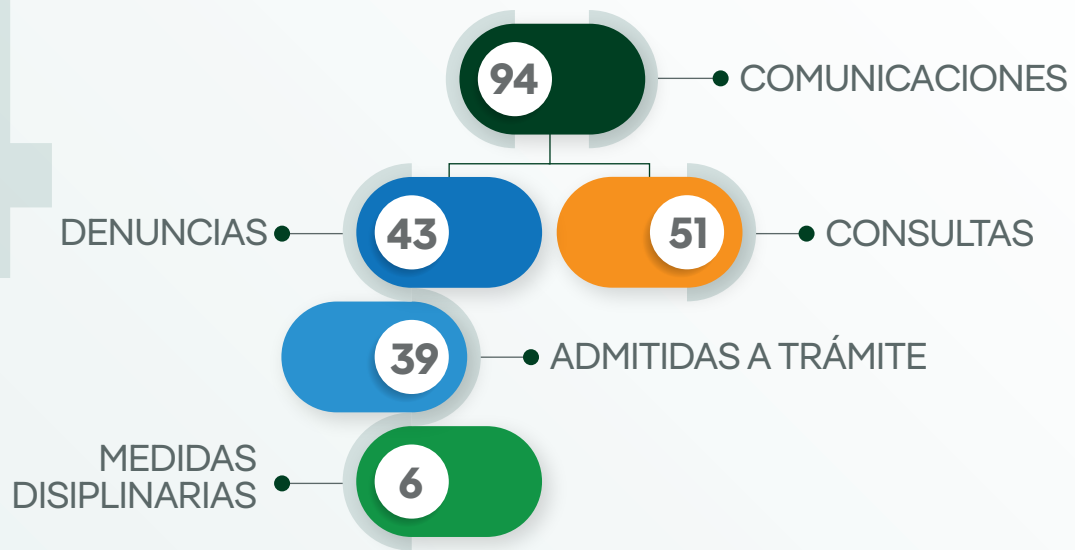 94
COMUNICACIONES
DENUNCIAS
43
51
CONSULTAS
39
ADMITIDAS A TRÁMITE
MEDIDAS
DISIPLINARIAS
6